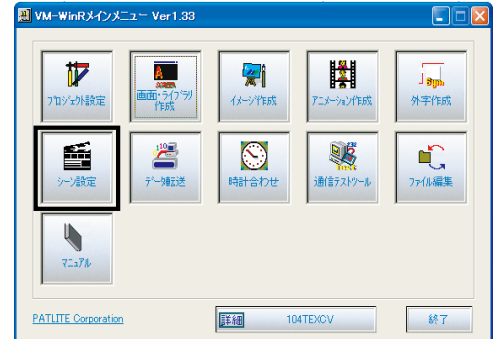 VM-WinRメインメニュー Ver1.33
プロジェクト設定
画面・ライブラリ
作成
イメージ作成
アニメーション作成
外字作成
シーン設定
データ転送
時計合わせ
通信テストツール
ファイル編集
マニュアル
PATLITE Corporation
詳細
104TEXCV
終了